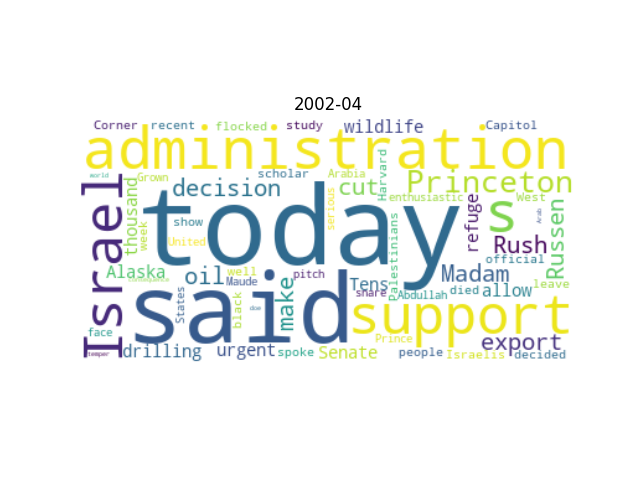 2002-04
Corner recent flocked study wildlife Capitol
administration
world Grown scholar Arabia Harvard Princeton
Israel thousand decision serious cut enthusiastic West
today s
week show United refuge Rush Arab Russen
Palestinians official
Alaska consequence oil well pitch Tens Madam
said Maude make share Abdullah died allow leave
States black doe support
face Prince
temper drilling urgent spoke Senate people Israelis export decided